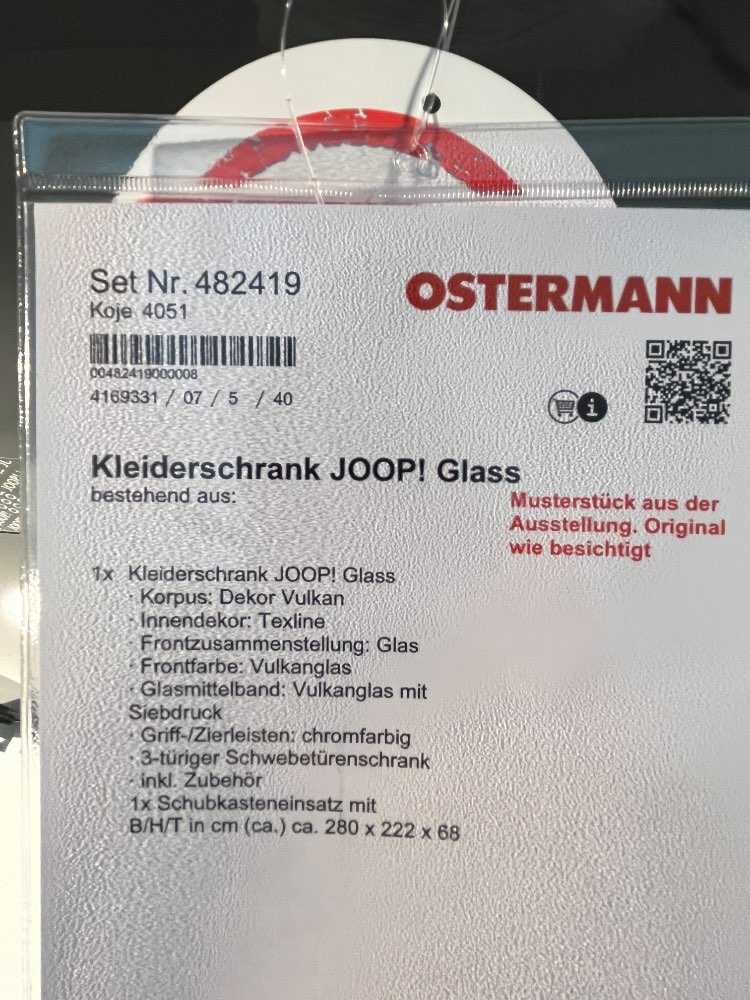 Set Nr. 482419
OSTERMANN
Koje 4051
00482419000008
4169331 / 07 / 5 / 40
Kleiderschrank JOOP! Glass
bestehend aus:
Musterstück aus der
Ausstellung. Original
wie besichtigt
1x Kleiderschrank JOOP! Glass
· Korpus: Dekor Vulkan
· Innendekor: Texline
· Frontzusammenstellung: Glas
· Frontfarbe: Vulkanglas
· Glasmittelband: Vulkanglas mit
Siebdruck
· Griff-/Zierleisten: chromfarbig
· 3-türiger Schwebetürenschrank
· inkl. Zubehör
1x Schubkasteneinsatz mit
B/H/T in cm (ca.) ca. 280 x 222 x 68